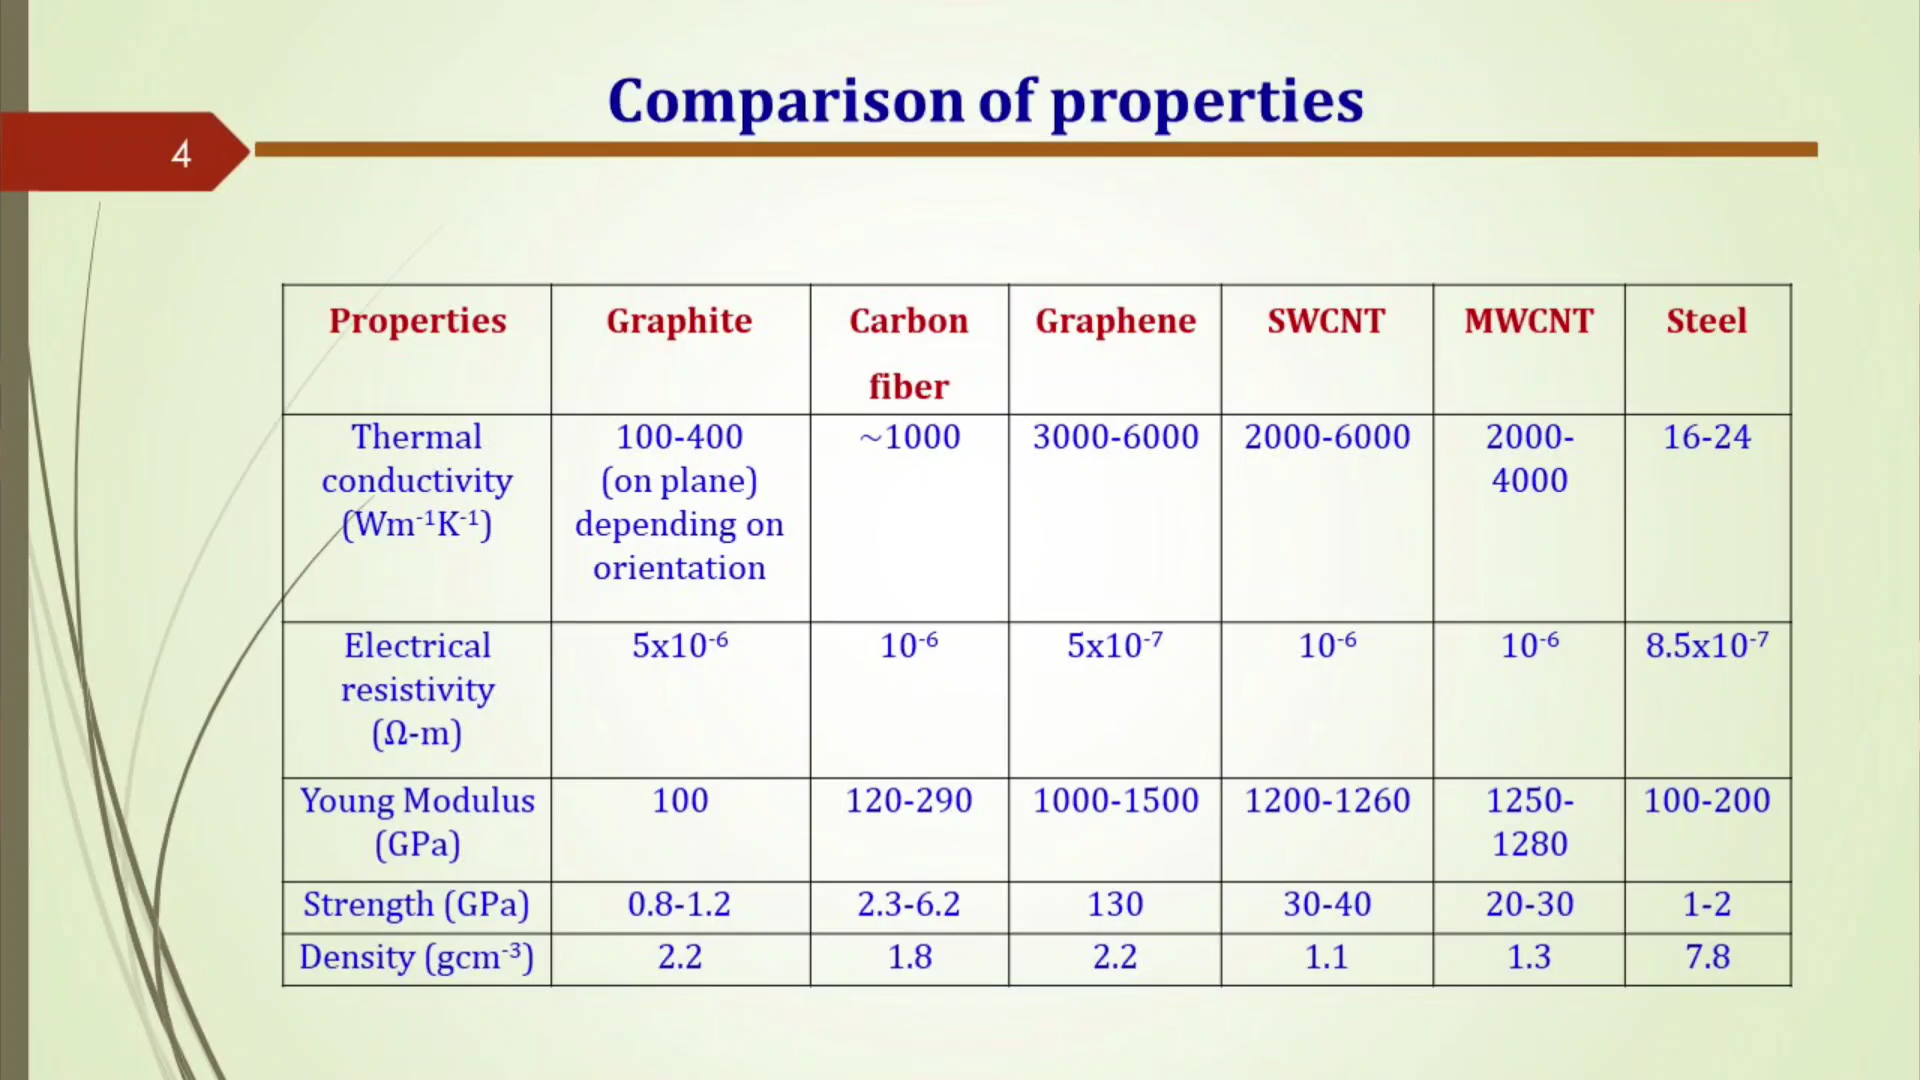 Comparison of properties
4
Properties
Graphite
Carbon
fiber
Graphene
SWCNT
MWCNT
Steel
Thermal
conductivity
(Wm⁻¹K⁻¹)
100-400
(on plane)
depending on
orientation
~1000
3000-6000
2000-6000
2000-
4000
16-24
Electrical
resistivity
(Ω-m)
5x10⁻⁶
10⁻⁶
5x10⁻⁷
10⁻⁶
10⁻⁶
8.5x10⁻⁷
Young Modulus
(GPa)
100
120-290
1000-1500
1200-1260
1250-
1280
100-200
Strength (GPa)
0.8-1.2
2.3-6.2
130
30-40
20-30
1-2
Density (gcm⁻³)
2.2
1.8
2.2
1.1
1.3
7.8